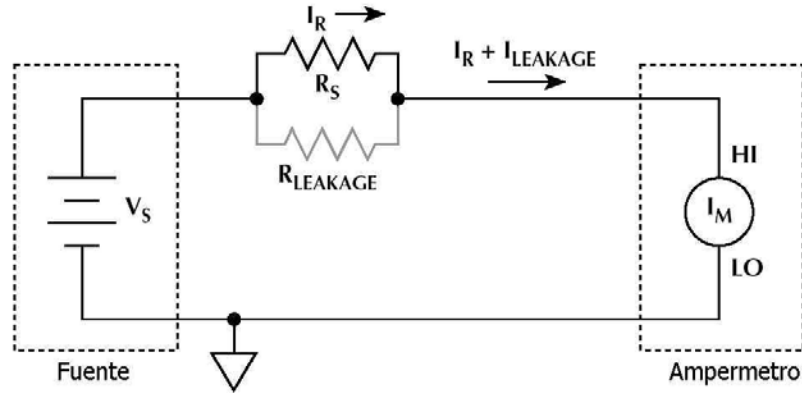 I_R
R_S
R_LEAKAGE
I_R + I_LEAKAGE
V_S
HI
I_M
LO
Fuente
Ampermetro